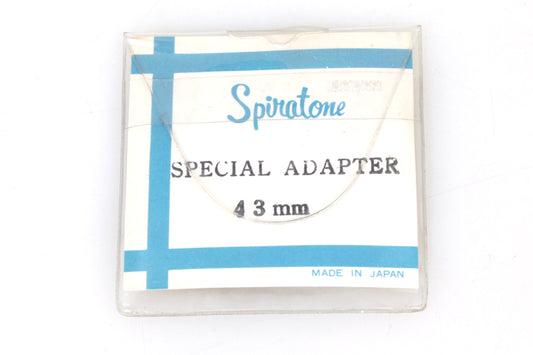 Spiratone
SPECIAL ADAPTER
43mm
MADE IN JAPAN